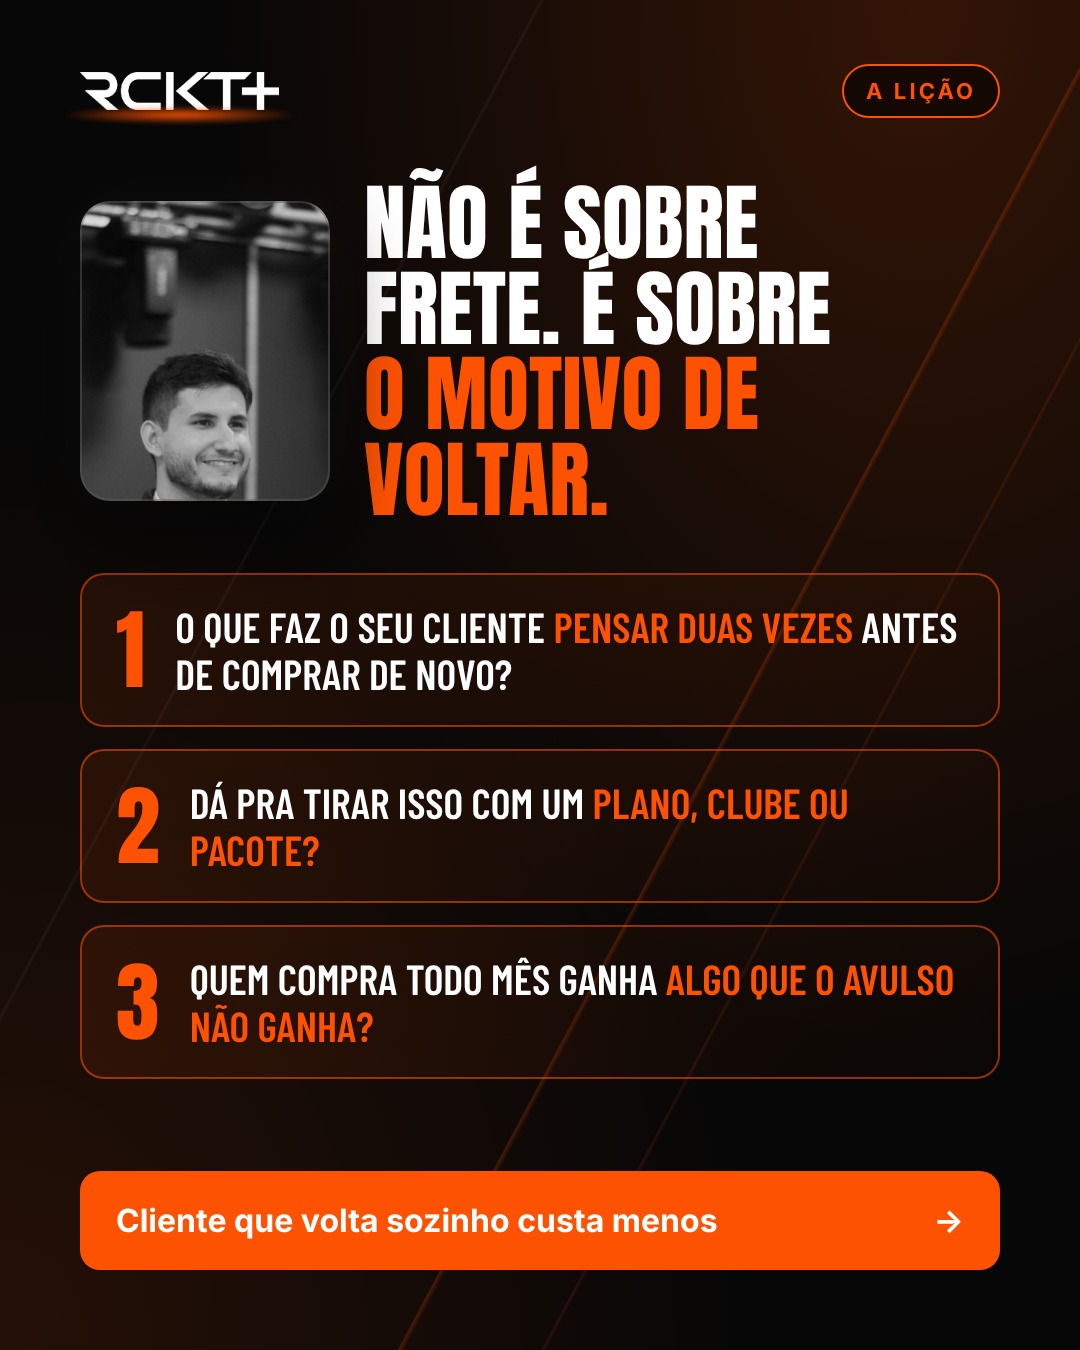 RCKT+
A LIÇÃO
NÃO É SOBRE
FRETE. É SOBRE
O MOTIVO DE
VOLTAR.
1 O QUE FAZ O SEU CLIENTE PENSAR DUAS VEZES ANTES
DE COMPRAR DE NOVO?
2 DÁ PRA TIRAR ISSO COM UM PLANO, CLUBE OU
PACOTE?
3 QUEM COMPRA TODO MÊS GANHA ALGO QUE O AVULSO
NÃO GANHA?
Cliente que volta sozinho custa menos →